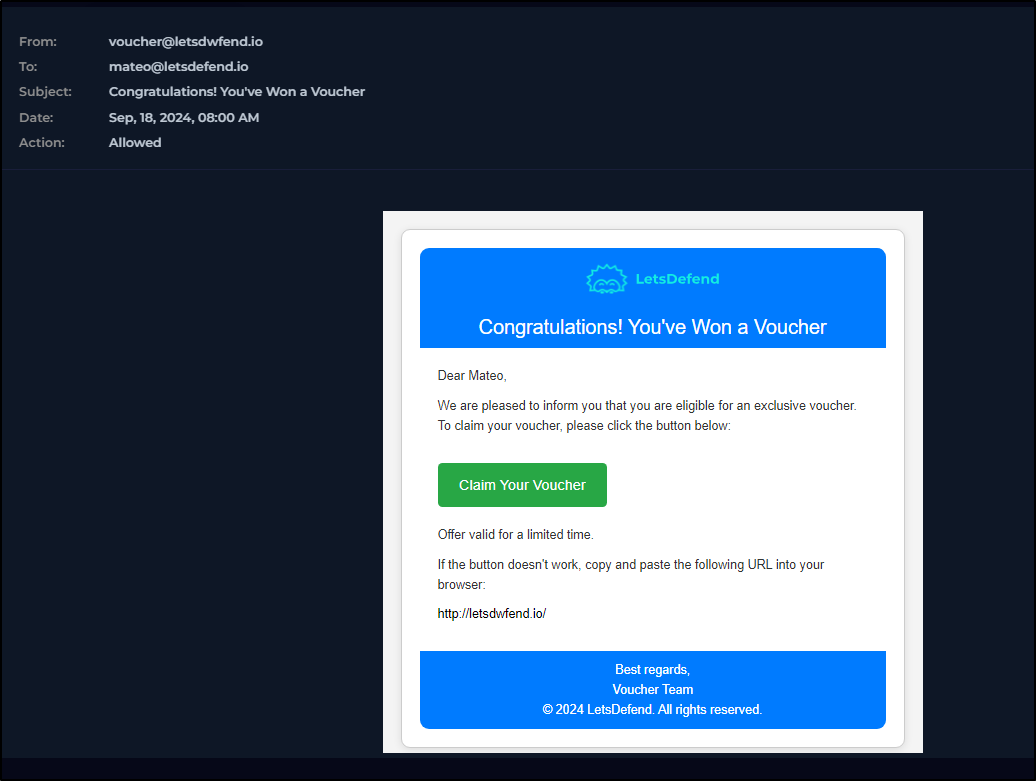 From: voucher@letsdwfend.io
To: mateo@letsdefend.io
Subject: Congratulations! You've Won a Voucher
Date: Sep, 18, 2024, 08:00 AM
Action: Allowed
LetsDefend
Congratulations! You've Won a Voucher
Dear Mateo,
We are pleased to inform you that you are eligible for an exclusive voucher.
To claim your voucher, please click the button below:
Claim Your Voucher
Offer valid for a limited time.
If the button doesn't work, copy and paste the following URL into your
browser:
http://letsdwfend.io/
Best regards,
Voucher Team
© 2024 LetsDefend. All rights reserved.